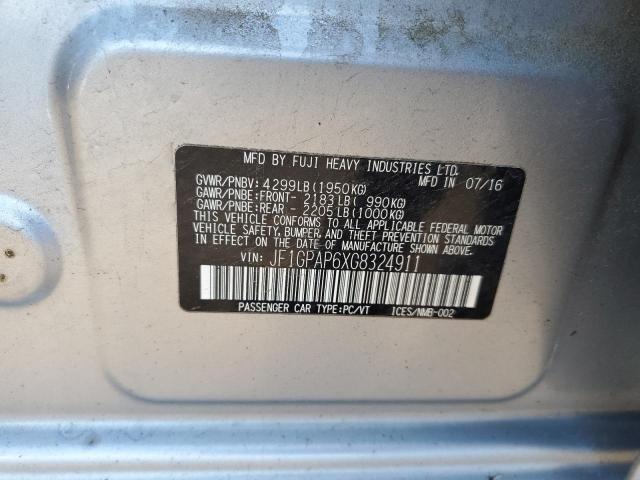 MFD BY FUJI HEAVY INDUSTRIES LTD.
GVWR/PNBV: 4299LB(1950KG) MFD IN 07/16
GAWR/PNBE:FRONT- 2183LB( 990KG)
GAWR/PNBE:REAR - 2205LB(1000KG)
THIS VEHICLE CONFORMS TO ALL APPLICABLE FEDERAL MOTOR
VEHICLE SAFETY,BUMPER,AND THEFT PREVENTION STANDARDS
IN EFFECT ON THE DATE OF MANUFACTURE SHOWN ABOVE.
VIN: JF1GPAP6XG8324911
PASSENGER CAR TYPE:PC/VT ICES/NMB-002